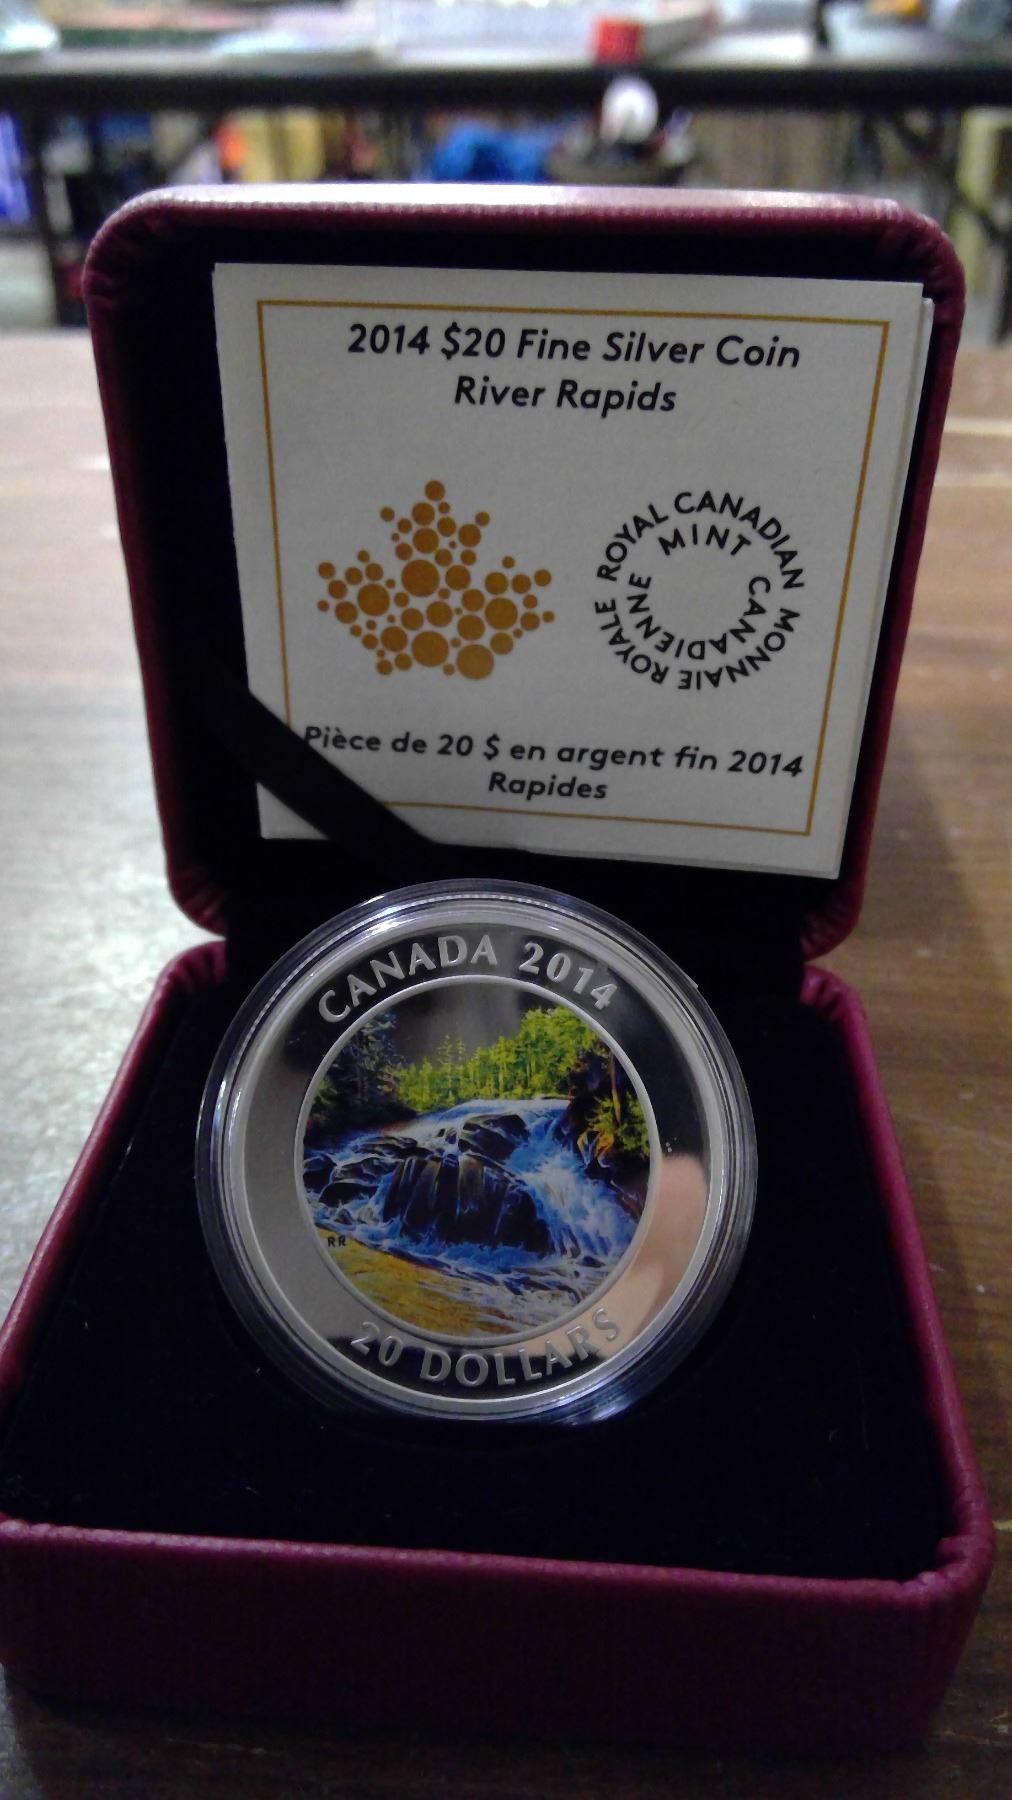 2014 $20 Fine Silver Coin
River Rapids
ROYAL CANADIAN MINT
MONNAIE ROYALE CANADIENNE
Pièce de 20 $ en argent fin 2014
Rapides
CANADA 2014
RR
20 DOLLARS